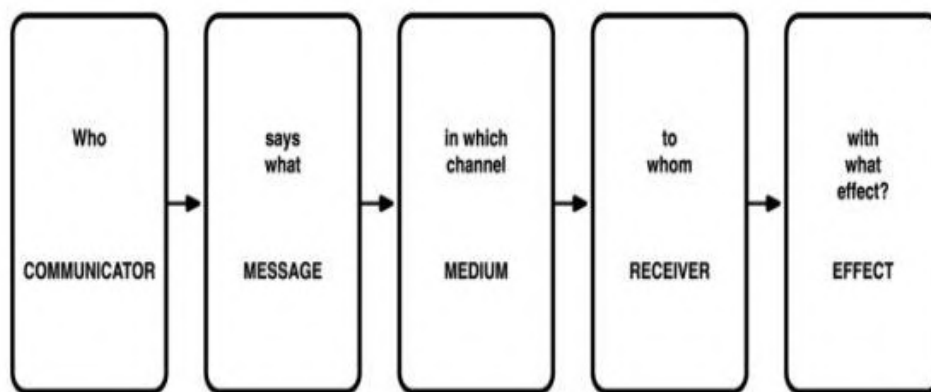 Who
COMMUNICATOR
says
what
MESSAGE
in which
channel
MEDIUM
to
whom
RECEIVER
with
what
effect?
EFFECT